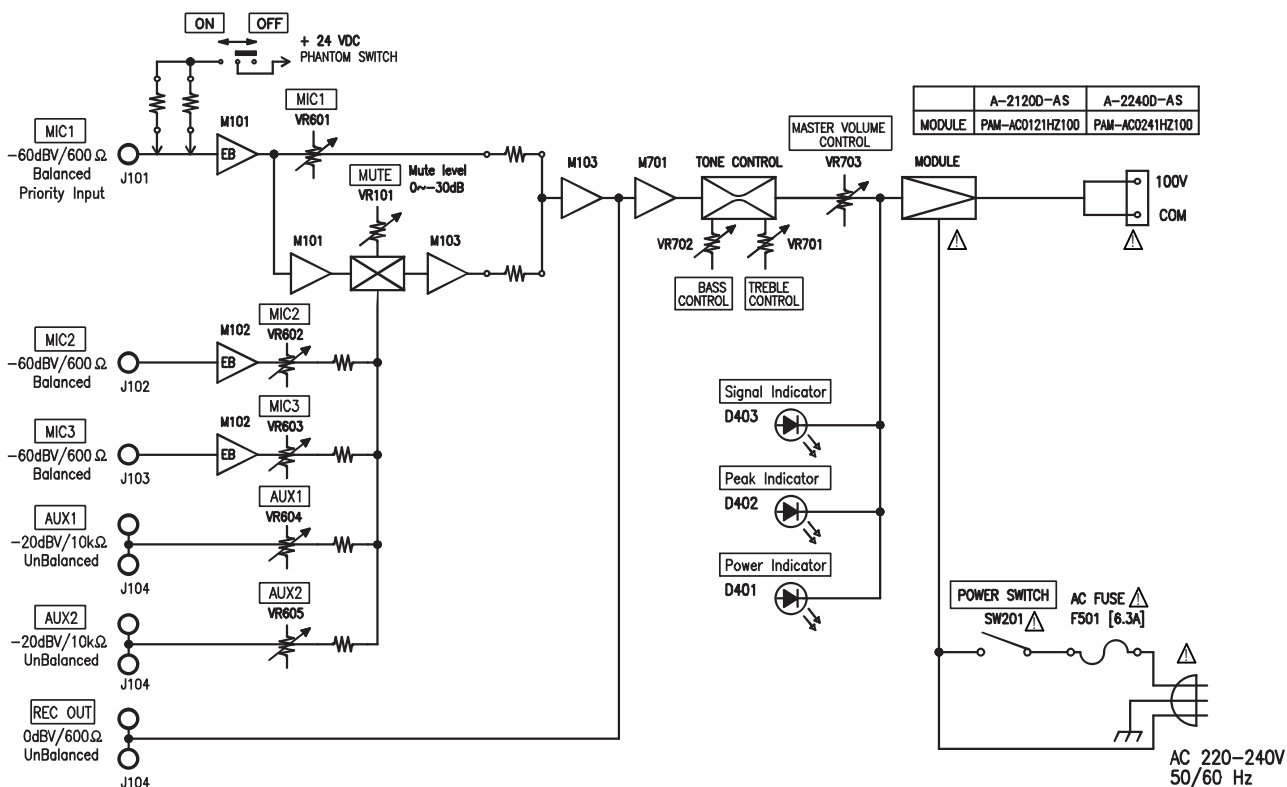 ON OFF
+ 24 VDC
PHANTOM SWITCH
A-2120D-AS A-2240D-AS
MODULE PAM-AC0121HZ100 PAM-AC0241HZ100
MIC1
-60dBV/600Ω
Balanced
Priority Input
J101
M101
EB
MIC1
VR601
MUTE
VR101
Mute level
0~-30dB
M101
M103
M103
M701
TONE CONTROL
VR702
VR701
BASS
CONTROL
TREBLE
CONTROL
MASTER VOLUME
CONTROL
VR703
MODULE
100V
COM
MIC2
-60dBV/600Ω
Balanced
J102
M102
EB
MIC2
VR602
MIC3
-60dBV/600Ω
Balanced
J103
M102
EB
MIC3
VR603
AUX1
-20dBV/10kΩ
UnBalanced
J104
AUX1
VR604
AUX2
-20dBV/10kΩ
UnBalanced
J104
AUX2
VR605
REC OUT
0dBV/600Ω
UnBalanced
J104
Signal Indicator
D403
Peak Indicator
D402
Power Indicator
D401
POWER SWITCH
SW201
AC FUSE
F501 [6.3A]
AC 220-240V
50/60 Hz